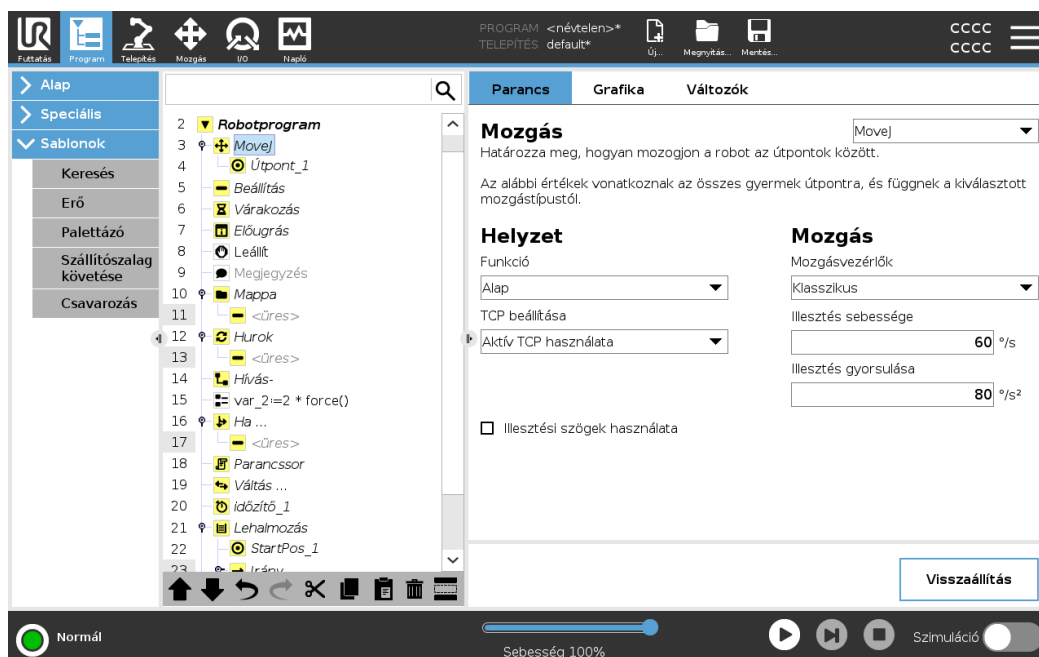 PROGRAM <névtelen>*
TELEPÍTÉS default*
Futtatás
Program
Telepítés
Mozgás
I/O
Napló
Új...
Megnyitás...
Mentés...
cccc
cccc
Alap
Speciális
Sablonok
Keresés
Erő
Palettázó
Szállítószalag
követése
Csavarozás
2 Robotprogram
3 MoveJ
4 Útpont_1
5 Beállítás
6 Várakozás
7 Előugrás
8 Leállít
9 Megjegyzés
10 Mappa
11 <üres>
12 Hurok
13 <üres>
14 Hívás-
15 var_2:=2 * force()
16 Ha ...
17 <üres>
18 Parancssor
19 Váltás ...
20 időzítő_1
21 Lehalmozás
22 StartPos_1
23 Irány
Parancs
Grafika
Változók
Mozgás
MoveJ
Határozza meg, hogyan mozogjon a robot az útpontok között.
Az alábbi értékek vonatkoznak az összes gyermek útpontra, és függnek a kiválasztott
mozgástípustól.
Helyzet
Funkció
Alap
TCP beállítása
Aktív TCP használata
Illesztési szögek használata
Mozgás
Mozgásvezérlők
Klasszikus
Illesztés sebessége
60 °/s
Illesztés gyorsulása
80 °/s²
Visszaállítás
Normál
Sebesség 100%
Szimuláció